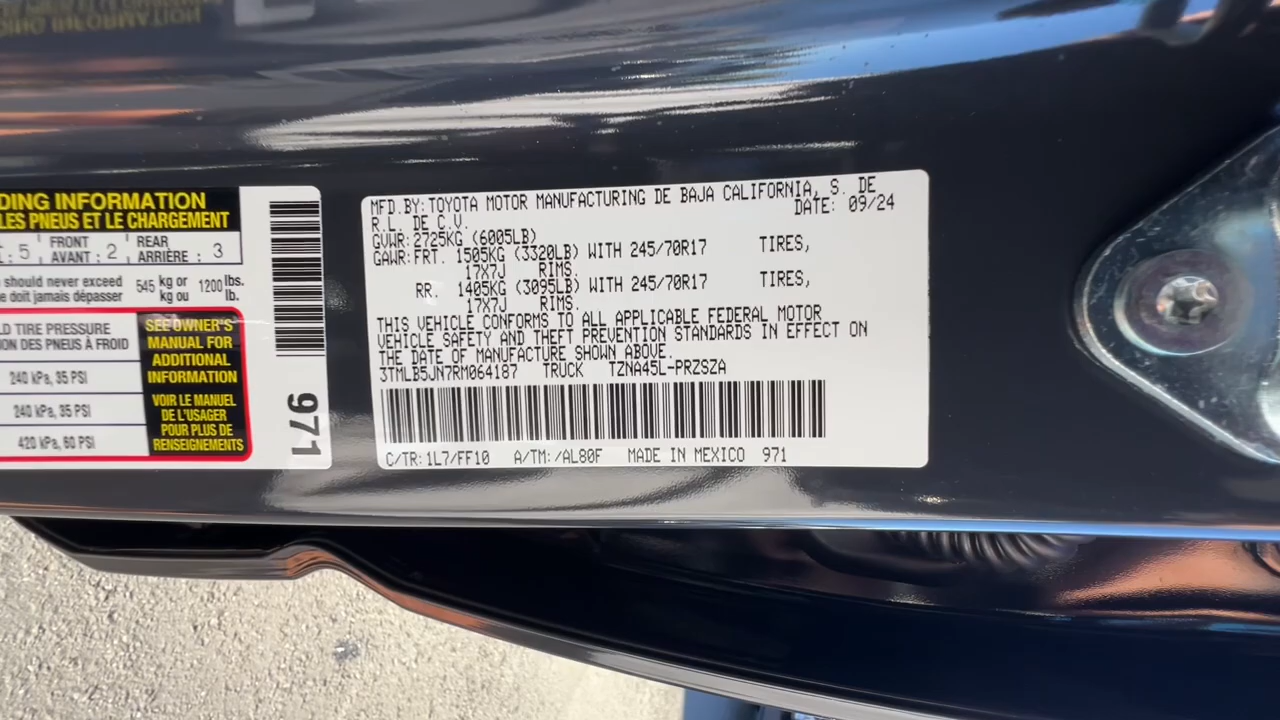 DING INFORMATION
LES PNEUS ET LE CHARGEMENT
: 5 FRONT AVANT : 2 REAR ARRIÈRE : 3
should never exceed 545 kg or 1200 lbs.
e doit jamais dépasser kg ou lb.
LD TIRE PRESSURE
ION DES PNEUS À FROID
240 kPa, 35 PSI
240 kPa, 35 PSI
420 kPa, 60 PSI
SEE OWNER'S
MANUAL FOR
ADDITIONAL
INFORMATION
VOIR LE MANUEL
DE L'USAGER
POUR PLUS DE
RENSEIGNEMENTS
971
MFD.BY:TOYOTA MOTOR MANUFACTURING DE BAJA CALIFORNIA, S. DE
R.L. DE C.V. DATE: 09/24
GVWR:2725KG (6005LB)
GAWR:FRT. 1505KG (3320LB) WITH 245/70R17 TIRES,
17X7J RIMS.
RR. 1405KG (3095LB) WITH 245/70R17 TIRES,
17X7J RIMS.
THIS VEHICLE CONFORMS TO ALL APPLICABLE FEDERAL MOTOR
VEHICLE SAFETY AND THEFT PREVENTION STANDARDS IN EFFECT ON
THE DATE OF MANUFACTURE SHOWN ABOVE.
3TMLB5JN7RM064187 TRUCK TZNA45L-PRZSZA
C/TR:1L7/FF10 A/TM:/AL80F MADE IN MEXICO 971